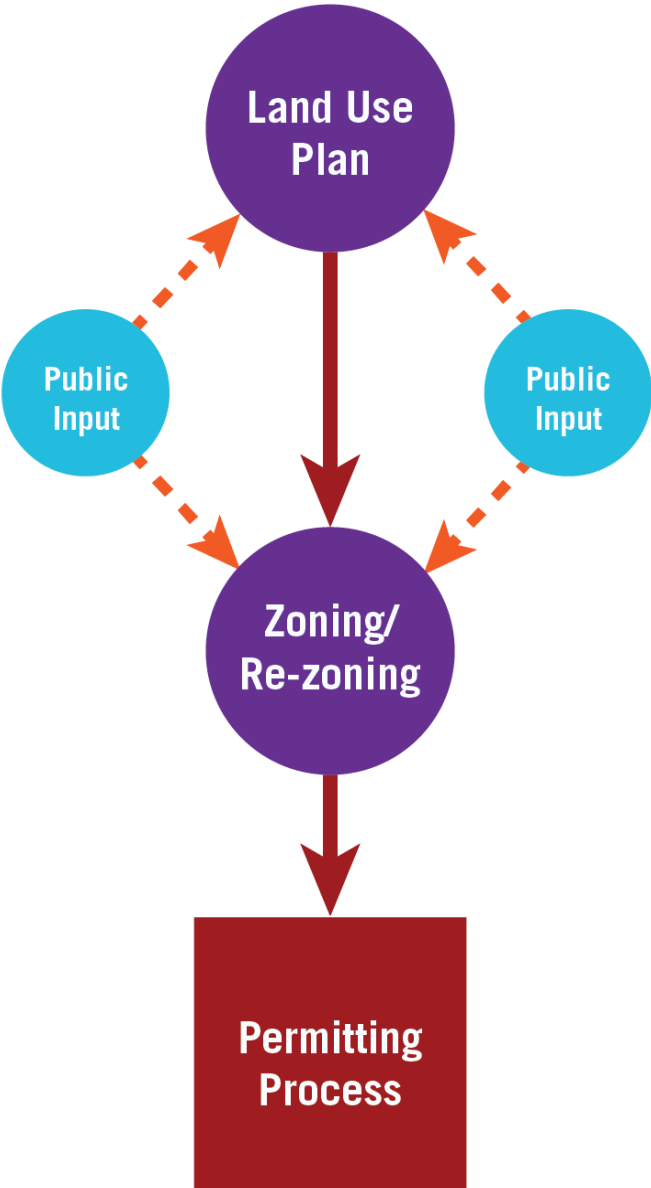 Land Use
Plan
Public
Input
Public
Input
Zoning/
Re-zoning
Permitting
Process